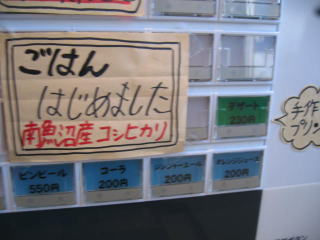 ごはん
はじめました
南魚沼産コシヒカリ
デザート
230円
手作り
プリン
ビンビール
550円
コーラ
200円
ジンジャーエール
200円
オレンジジュース
200円